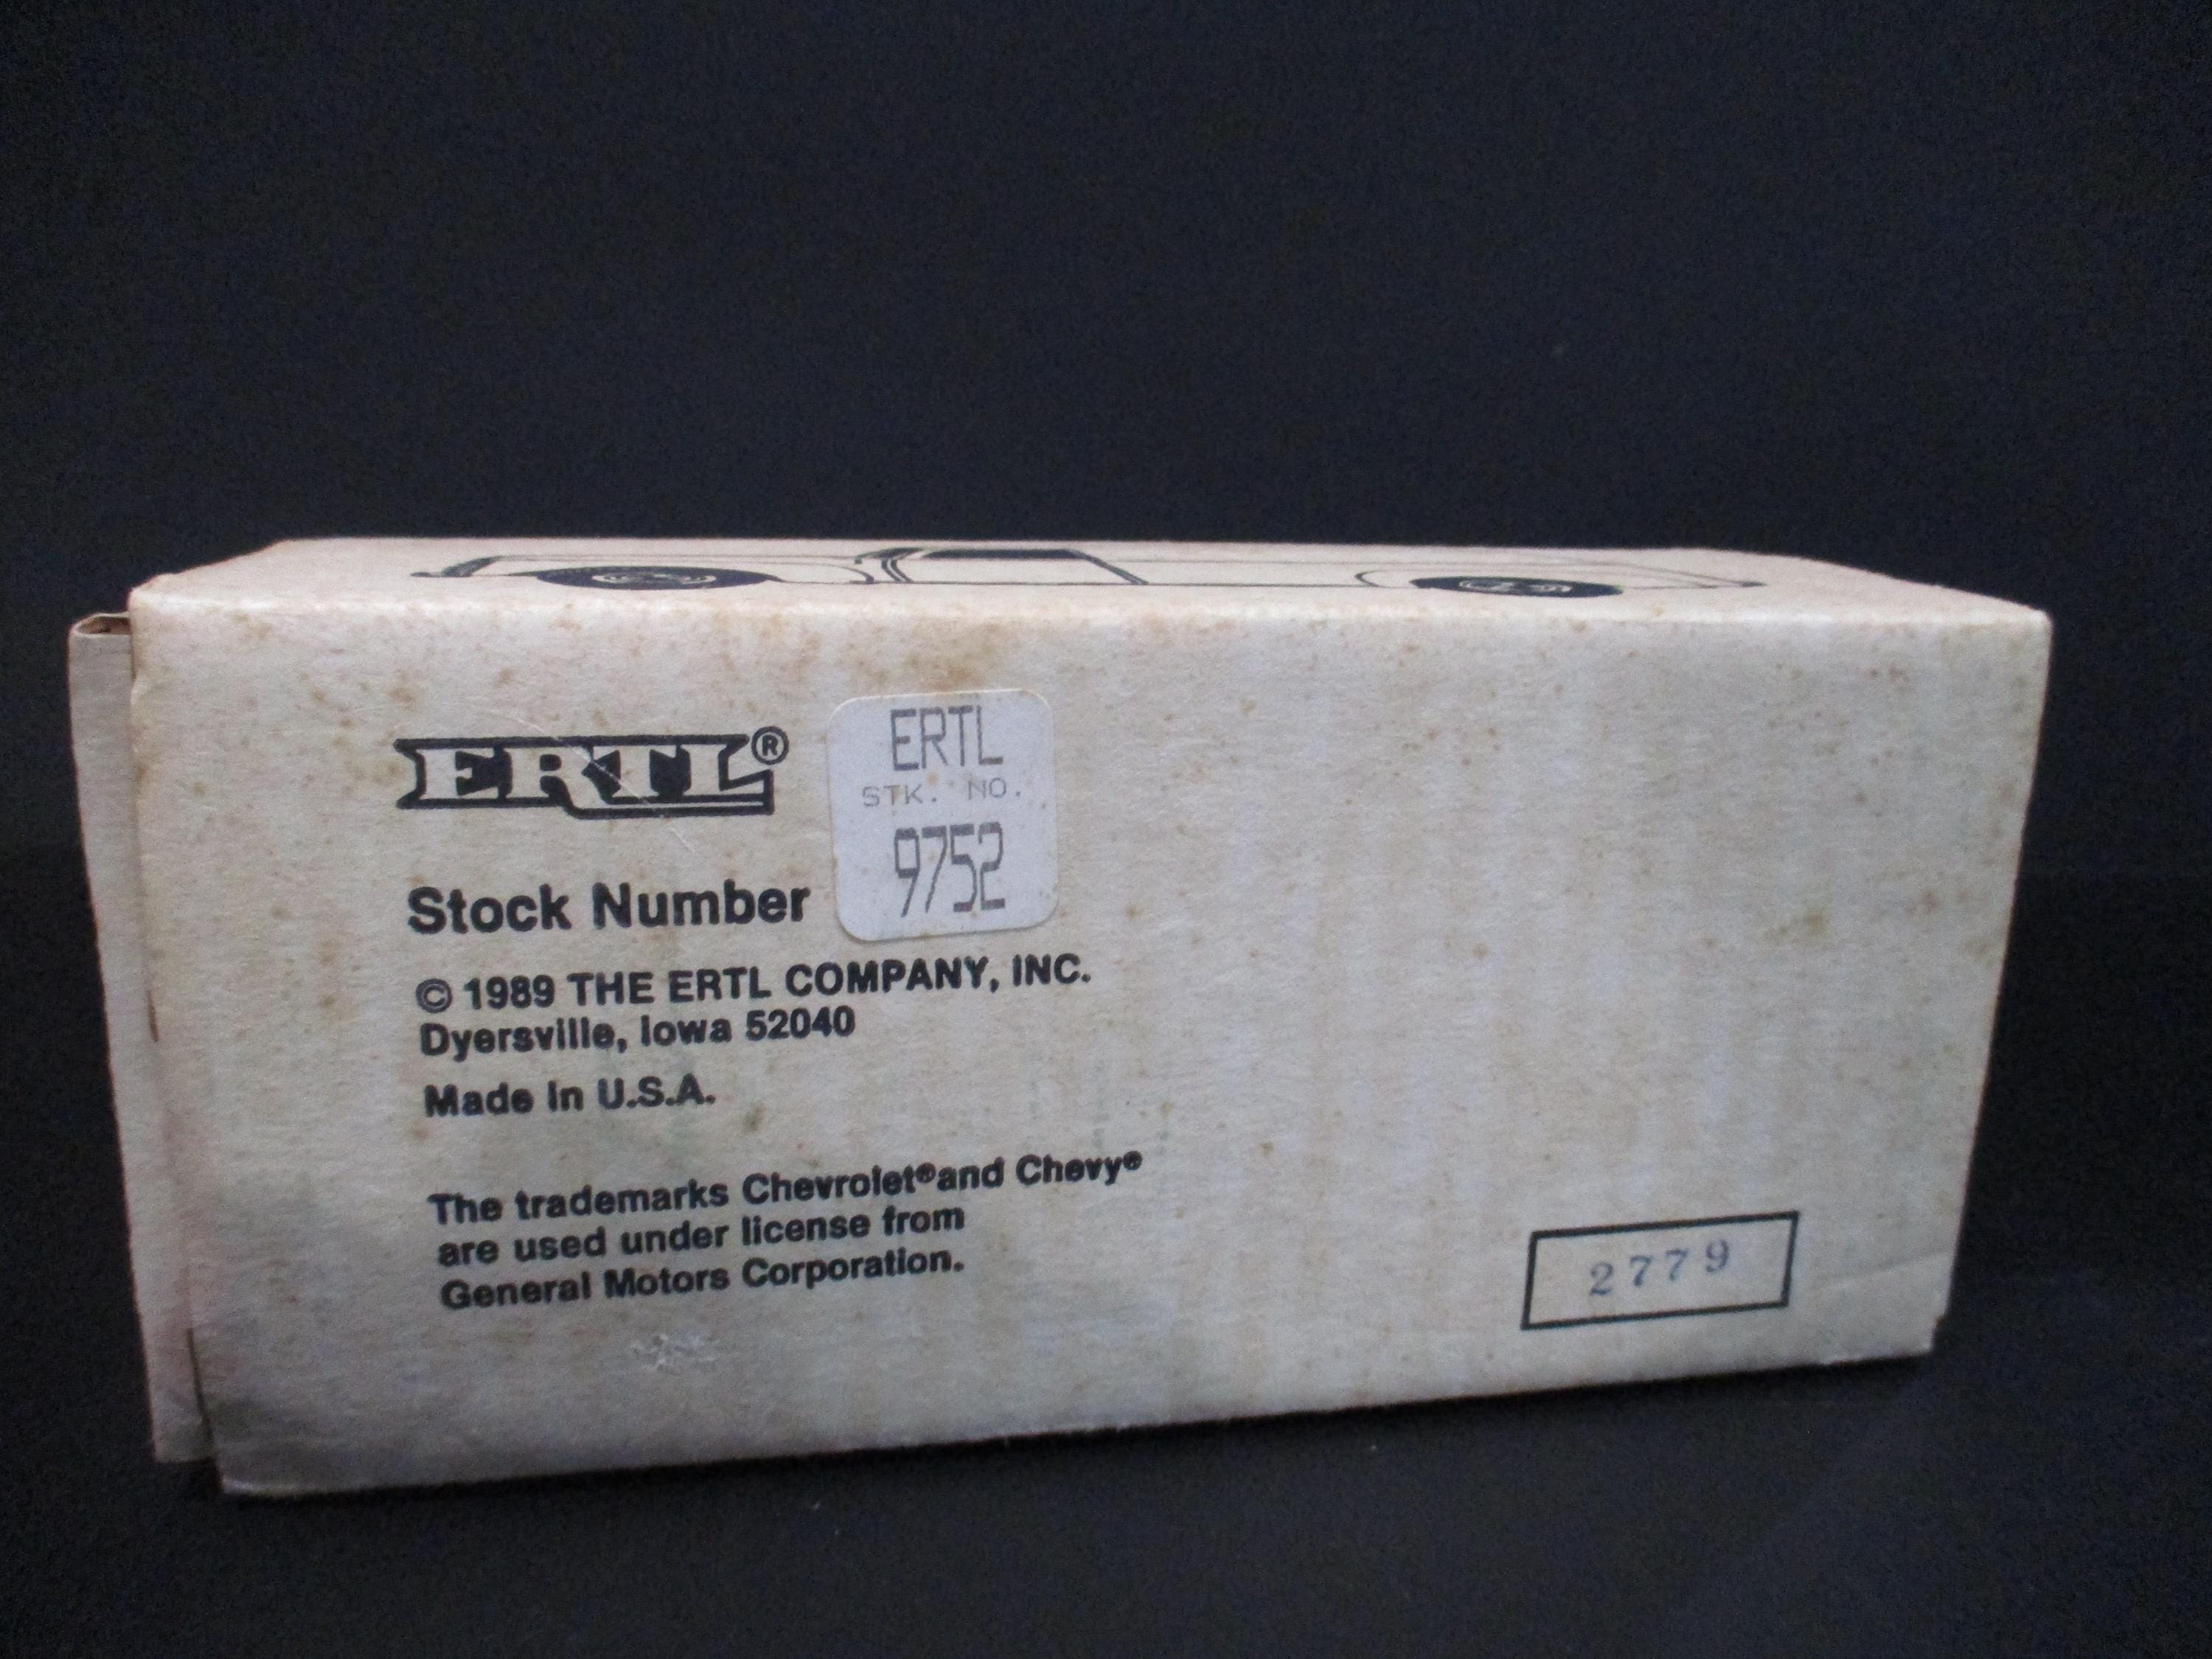 ERTL®
ERTL
STK. NO.
9752
Stock Number
© 1989 THE ERTL COMPANY, INC.
Dyersville, Iowa 52040
Made in U.S.A.
The trademarks Chevrolet® and Chevy®
are used under license from
General Motors Corporation.
2779